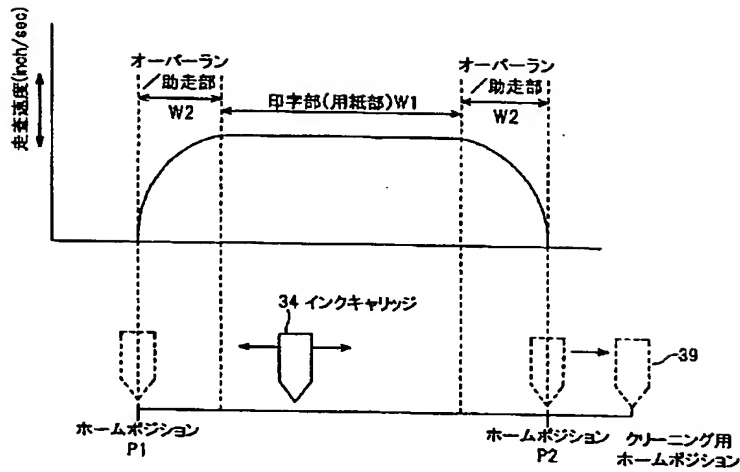 走査速度(inch/sec)
オーバーラン
／助走部
W2
印字部(用紙部)W1
オーバーラン
／助走部
W2
34 インクキャリッジ
39
ホームポジション
P1
ホームポジション
P2
クリーニング用
ホームポジション